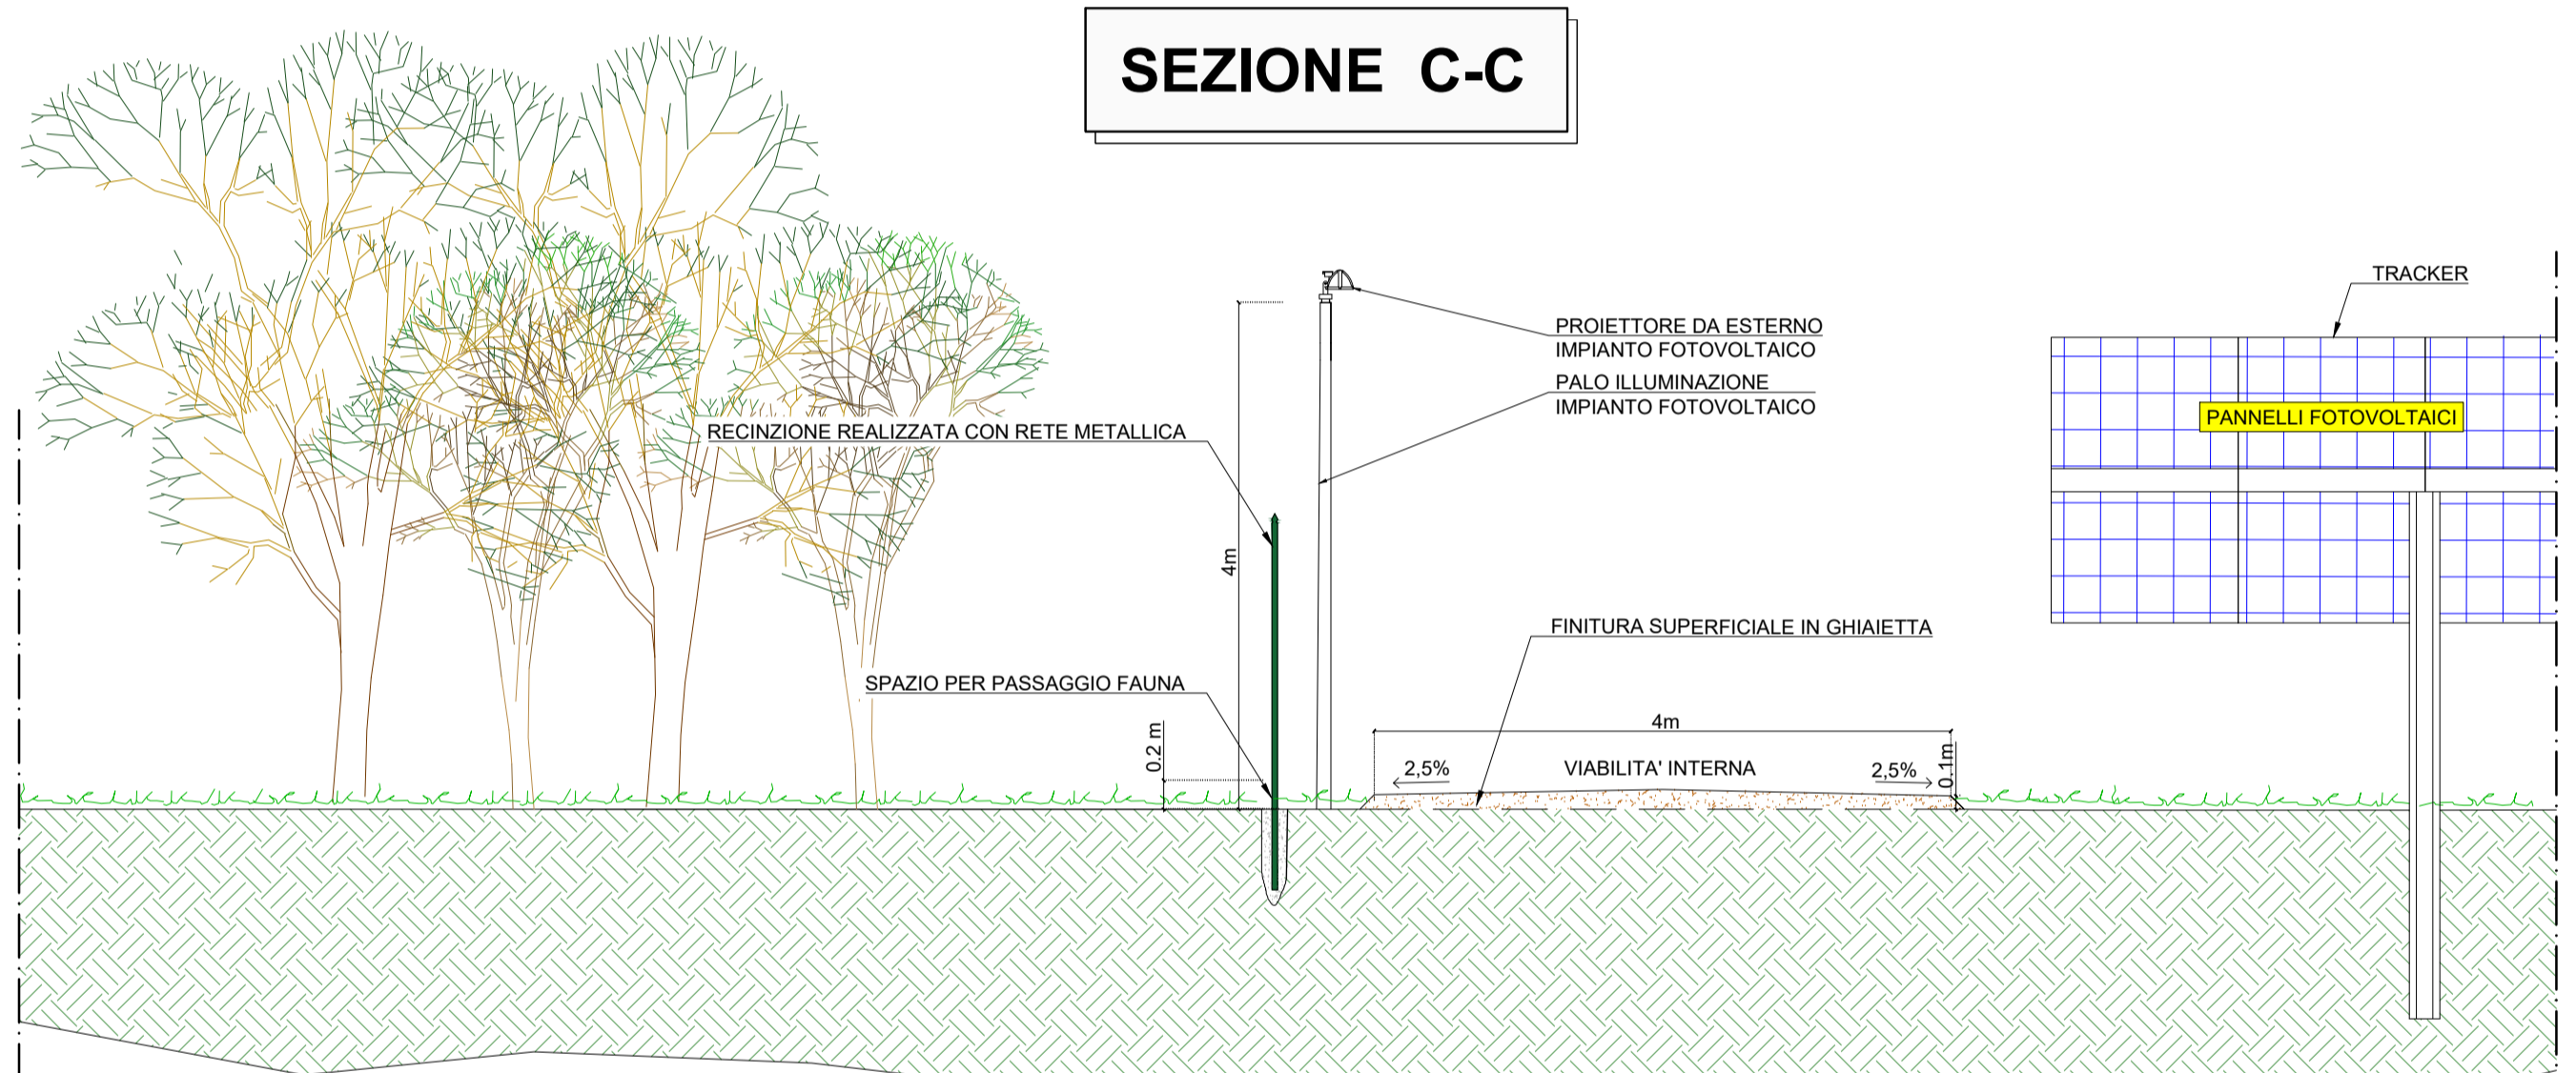 SEZIONE C-C
TRACKER
PROIETTORE DA ESTERNO
IMPIANTO FOTOVOLTAICO
PALO ILLUMINAZIONE
IMPIANTO FOTOVOLTAICO
PANNELLI FOTOVOLTAICI
RECINZIONE REALIZZATA CON RETE METALLICA
4m
FINITURA SUPERFICIALE IN GHIAIETTA
SPAZIO PER PASSAGGIO FAUNA
4m
0.2 m
2,5%
VIABILITA' INTERNA
2,5%
0.1m